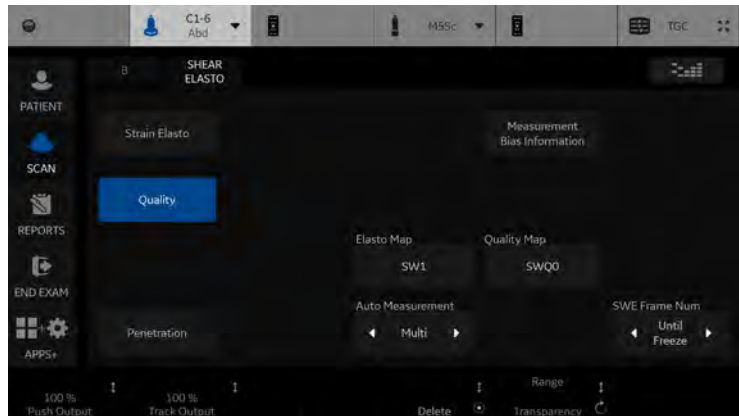 C1-6
Abd
M5Sc
TGC
B
SHEAR
ELASTO
PATIENT
Strain Elasto
Measurement
Bias Information
SCAN
Quality
REPORTS
Elasto Map
Quality Map
SW1
SWQ0
END EXAM
Auto Measurement
SWE Frame Num
Penetration
Multi
Until
Freeze
APPS+
100 %
Push Output
100 %
Track Output
Delete
Range
Transparency